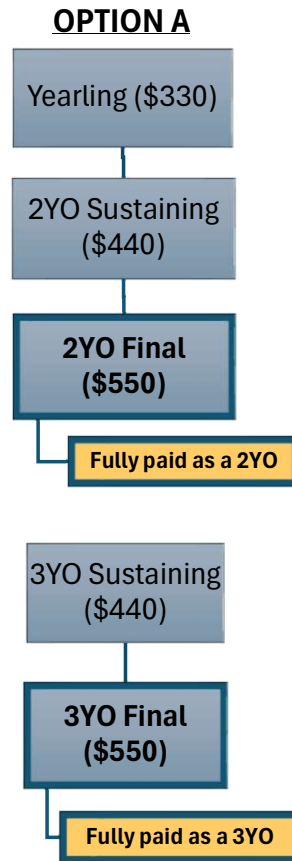 OPTION A
Yearling ($330)
2YO Sustaining
($440)
2YO Final
($550)
Fully paid as a 2YO
3YO Sustaining
($440)
3YO Final
($550)
Fully paid as a 3YO